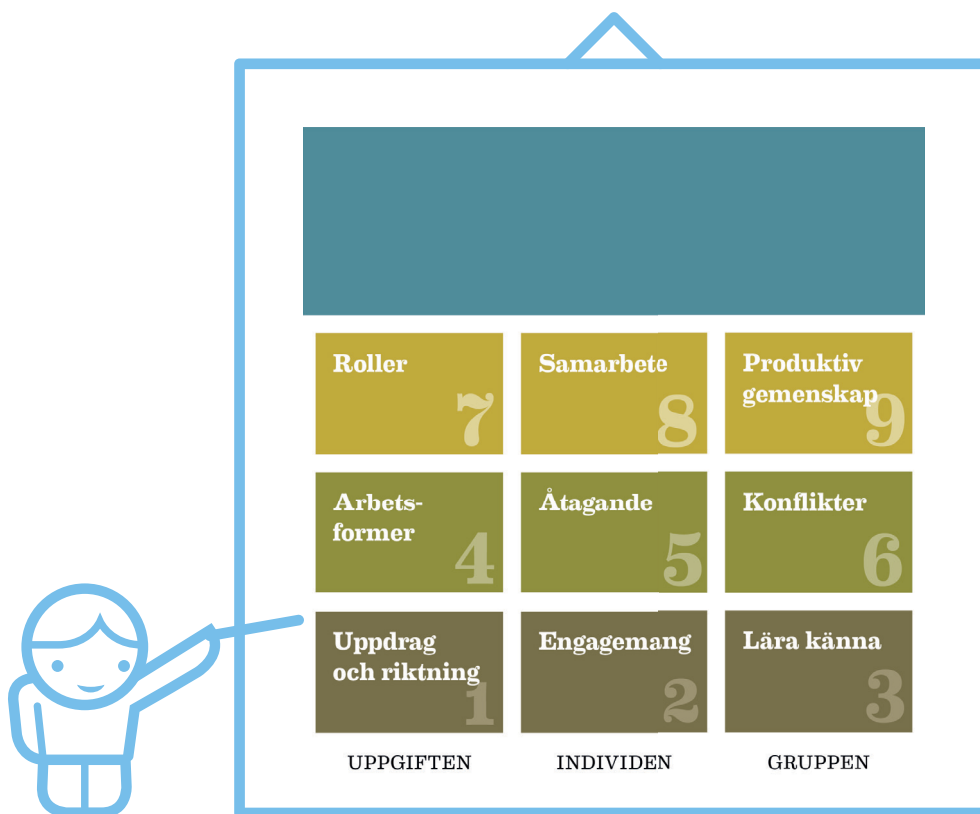 Roller
7
Samarbete
8
Produktiv
gemenskap
9
Arbets-
former
4
Åtagande
5
Konflikter
6
Uppdrag
och riktning
1
Engagemang
2
Lära känna
3
UPPGIFTEN
INDIVIDEN
GRUPPEN